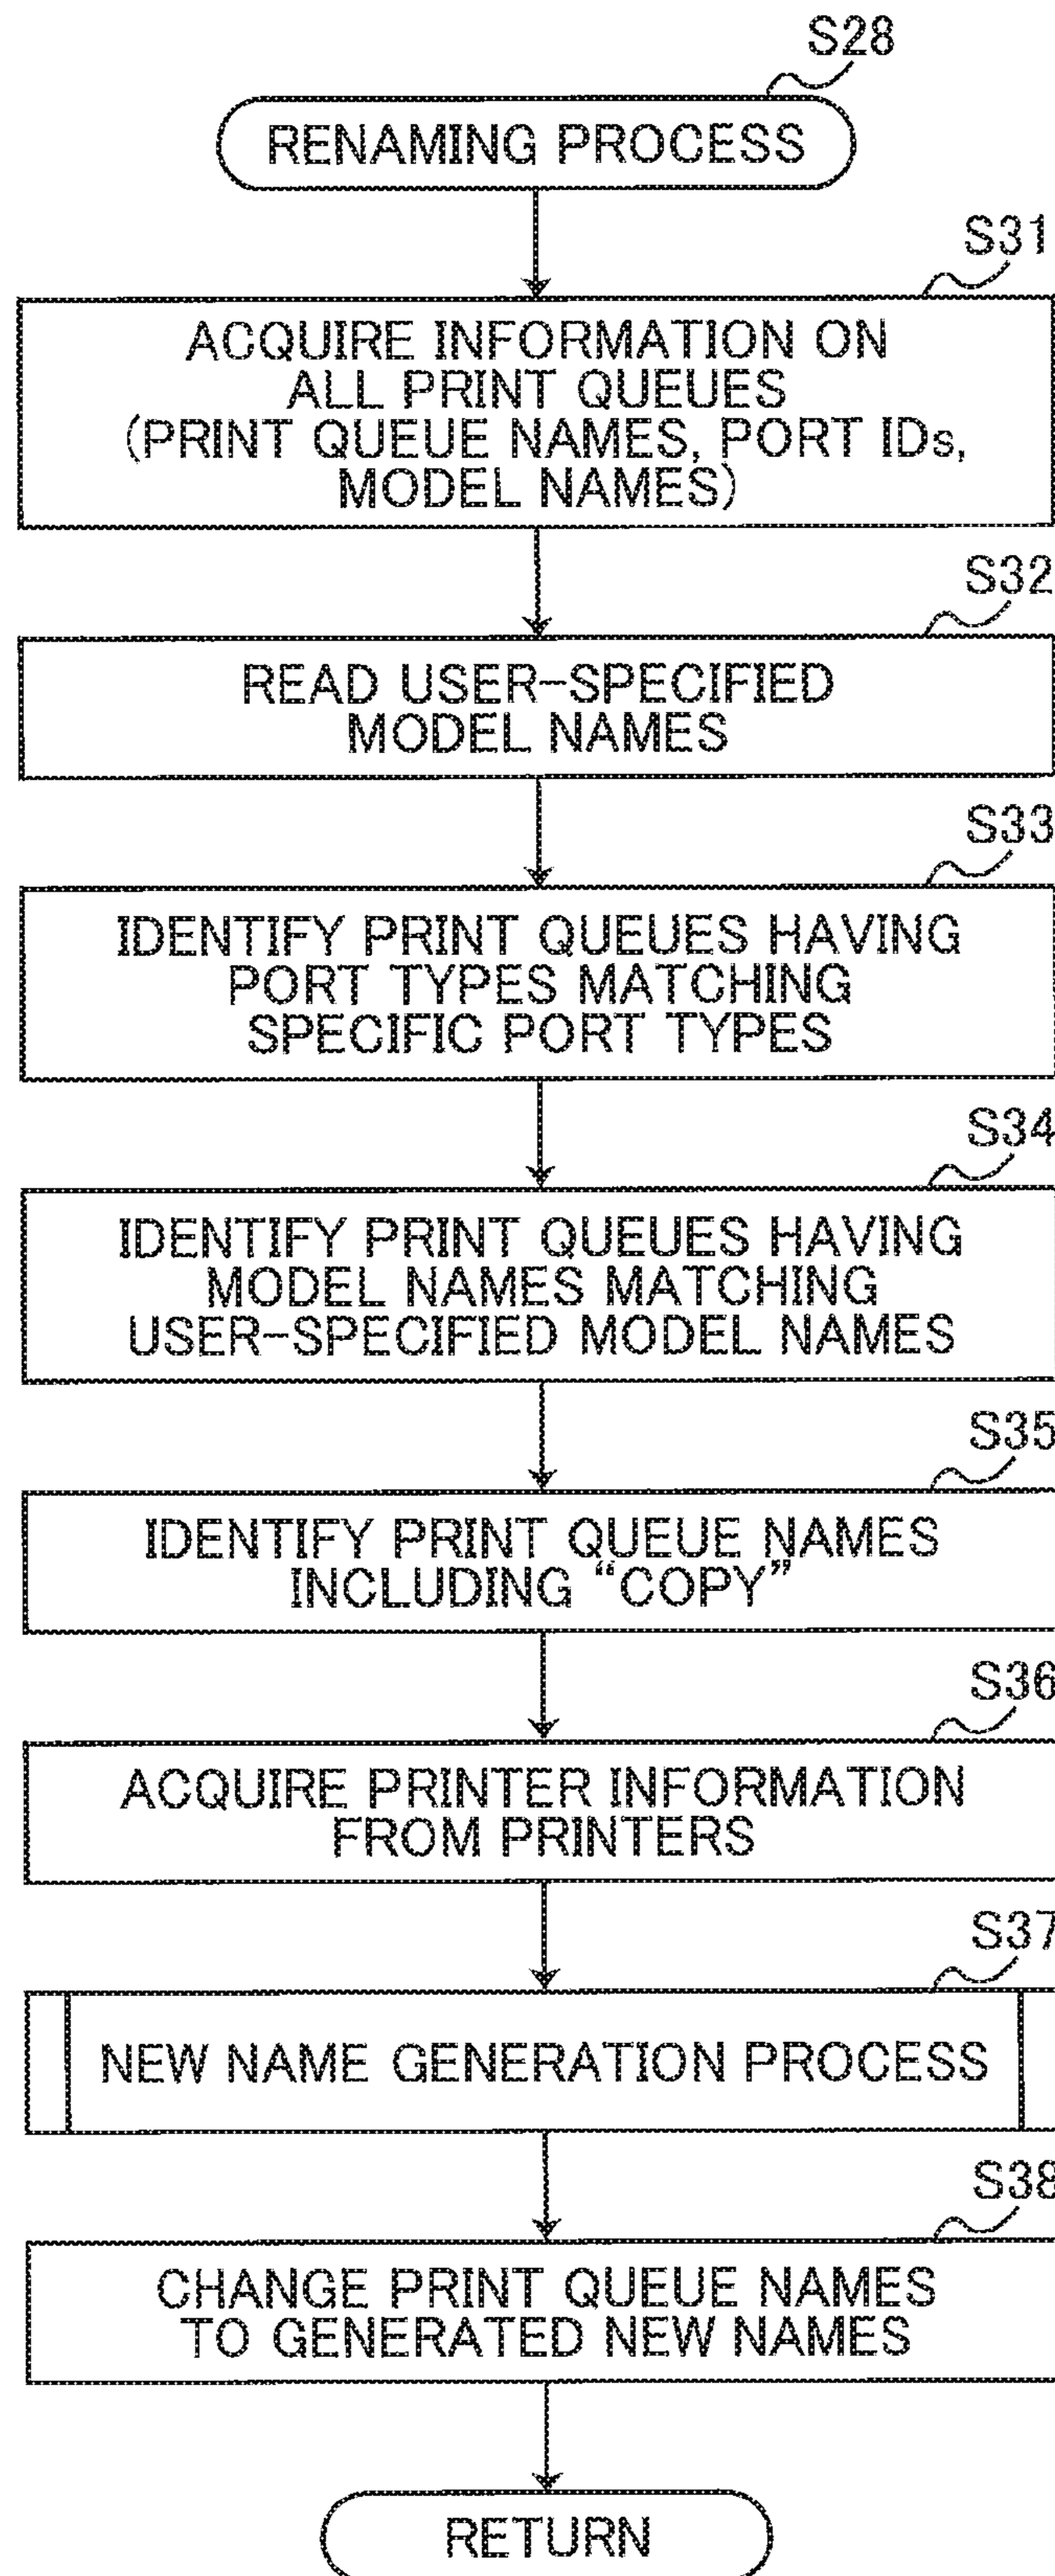 S28
RENAMING PROCESS
S31
ACQUIRE INFORMATION ON
ALL PRINT QUEUES
(PRINT QUEUE NAMES, PORT IDs,
MODEL NAMES)
S32
READ USER-SPECIFIED
MODEL NAMES
S33
IDENTIFY PRINT QUEUES HAVING
PORT TYPES MATCHING
SPECIFIC PORT TYPES
S34
IDENTIFY PRINT QUEUES HAVING
MODEL NAMES MATCHING
USER-SPECIFIED MODEL NAMES
S35
IDENTIFY PRINT QUEUE NAMES
INCLUDING “COPY”
S36
ACQUIRE PRINTER INFORMATION
FROM PRINTERS
S37
NEW NAME GENERATION PROCESS
S38
CHANGE PRINT QUEUE NAMES
TO GENERATED NEW NAMES
RETURN